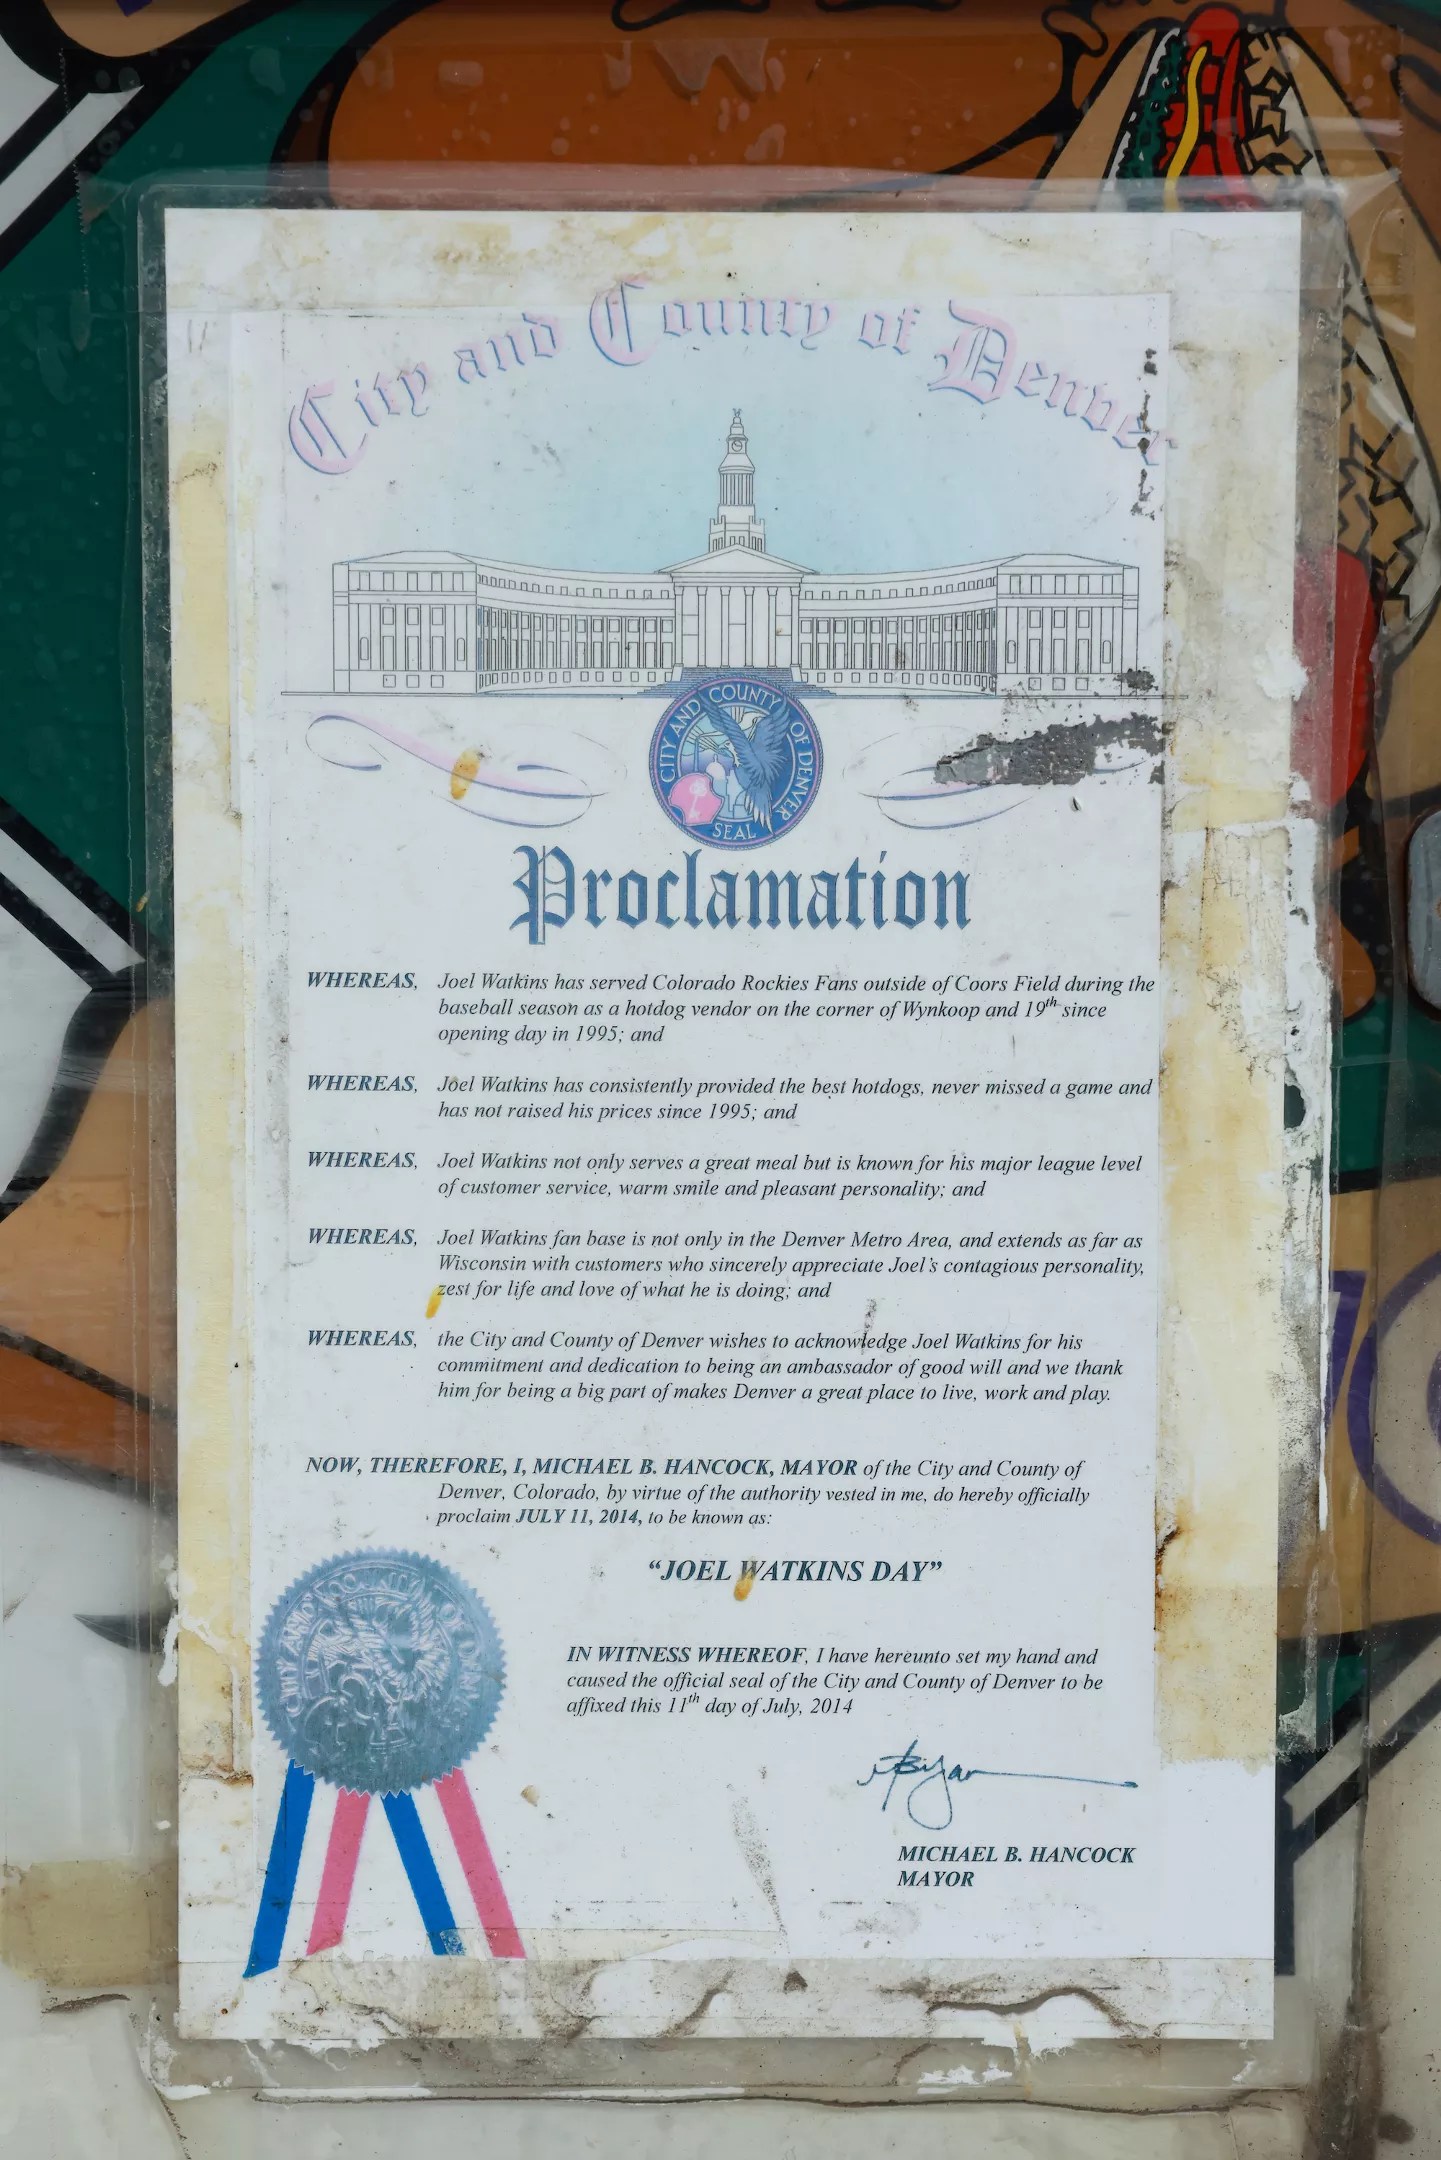 City and County of Denver
CITY AND COUNTY OF DENVER
SEAL
Proclamation
WHEREAS, Joel Watkins has served Colorado Rockies Fans outside of Coors Field during the
baseball season as a hotdog vendor on the corner of Wynkoop and 19th since
opening day in 1995; and
WHEREAS, Joel Watkins has consistently provided the best hotdogs, never missed a game and
has not raised his prices since 1995; and
WHEREAS, Joel Watkins not only serves a great meal but is known for his major league level
of customer service, warm smile and pleasant personality; and
WHEREAS, Joel Watkins fan base is not only in the Denver Metro Area, and extends as far as
Wisconsin with customers who sincerely appreciate Joel's contagious personality,
zest for life and love of what he is doing; and
WHEREAS, the City and County of Denver wishes to acknowledge Joel Watkins for his
commitment and dedication to being an ambassador of good will and we thank
him for being a big part of makes Denver a great place to live, work and play.
NOW, THEREFORE, I, MICHAEL B. HANCOCK, MAYOR of the City and County of
Denver, Colorado, by virtue of the authority vested in me, do hereby officially
proclaim JULY 11, 2014, to be known as:
“JOEL WATKINS DAY”
IN WITNESS WHEREOF, I have hereunto set my hand and
caused the official seal of the City and County of Denver to be
affixed this 11th day of July, 2014
MICHAEL B. HANCOCK
MAYOR